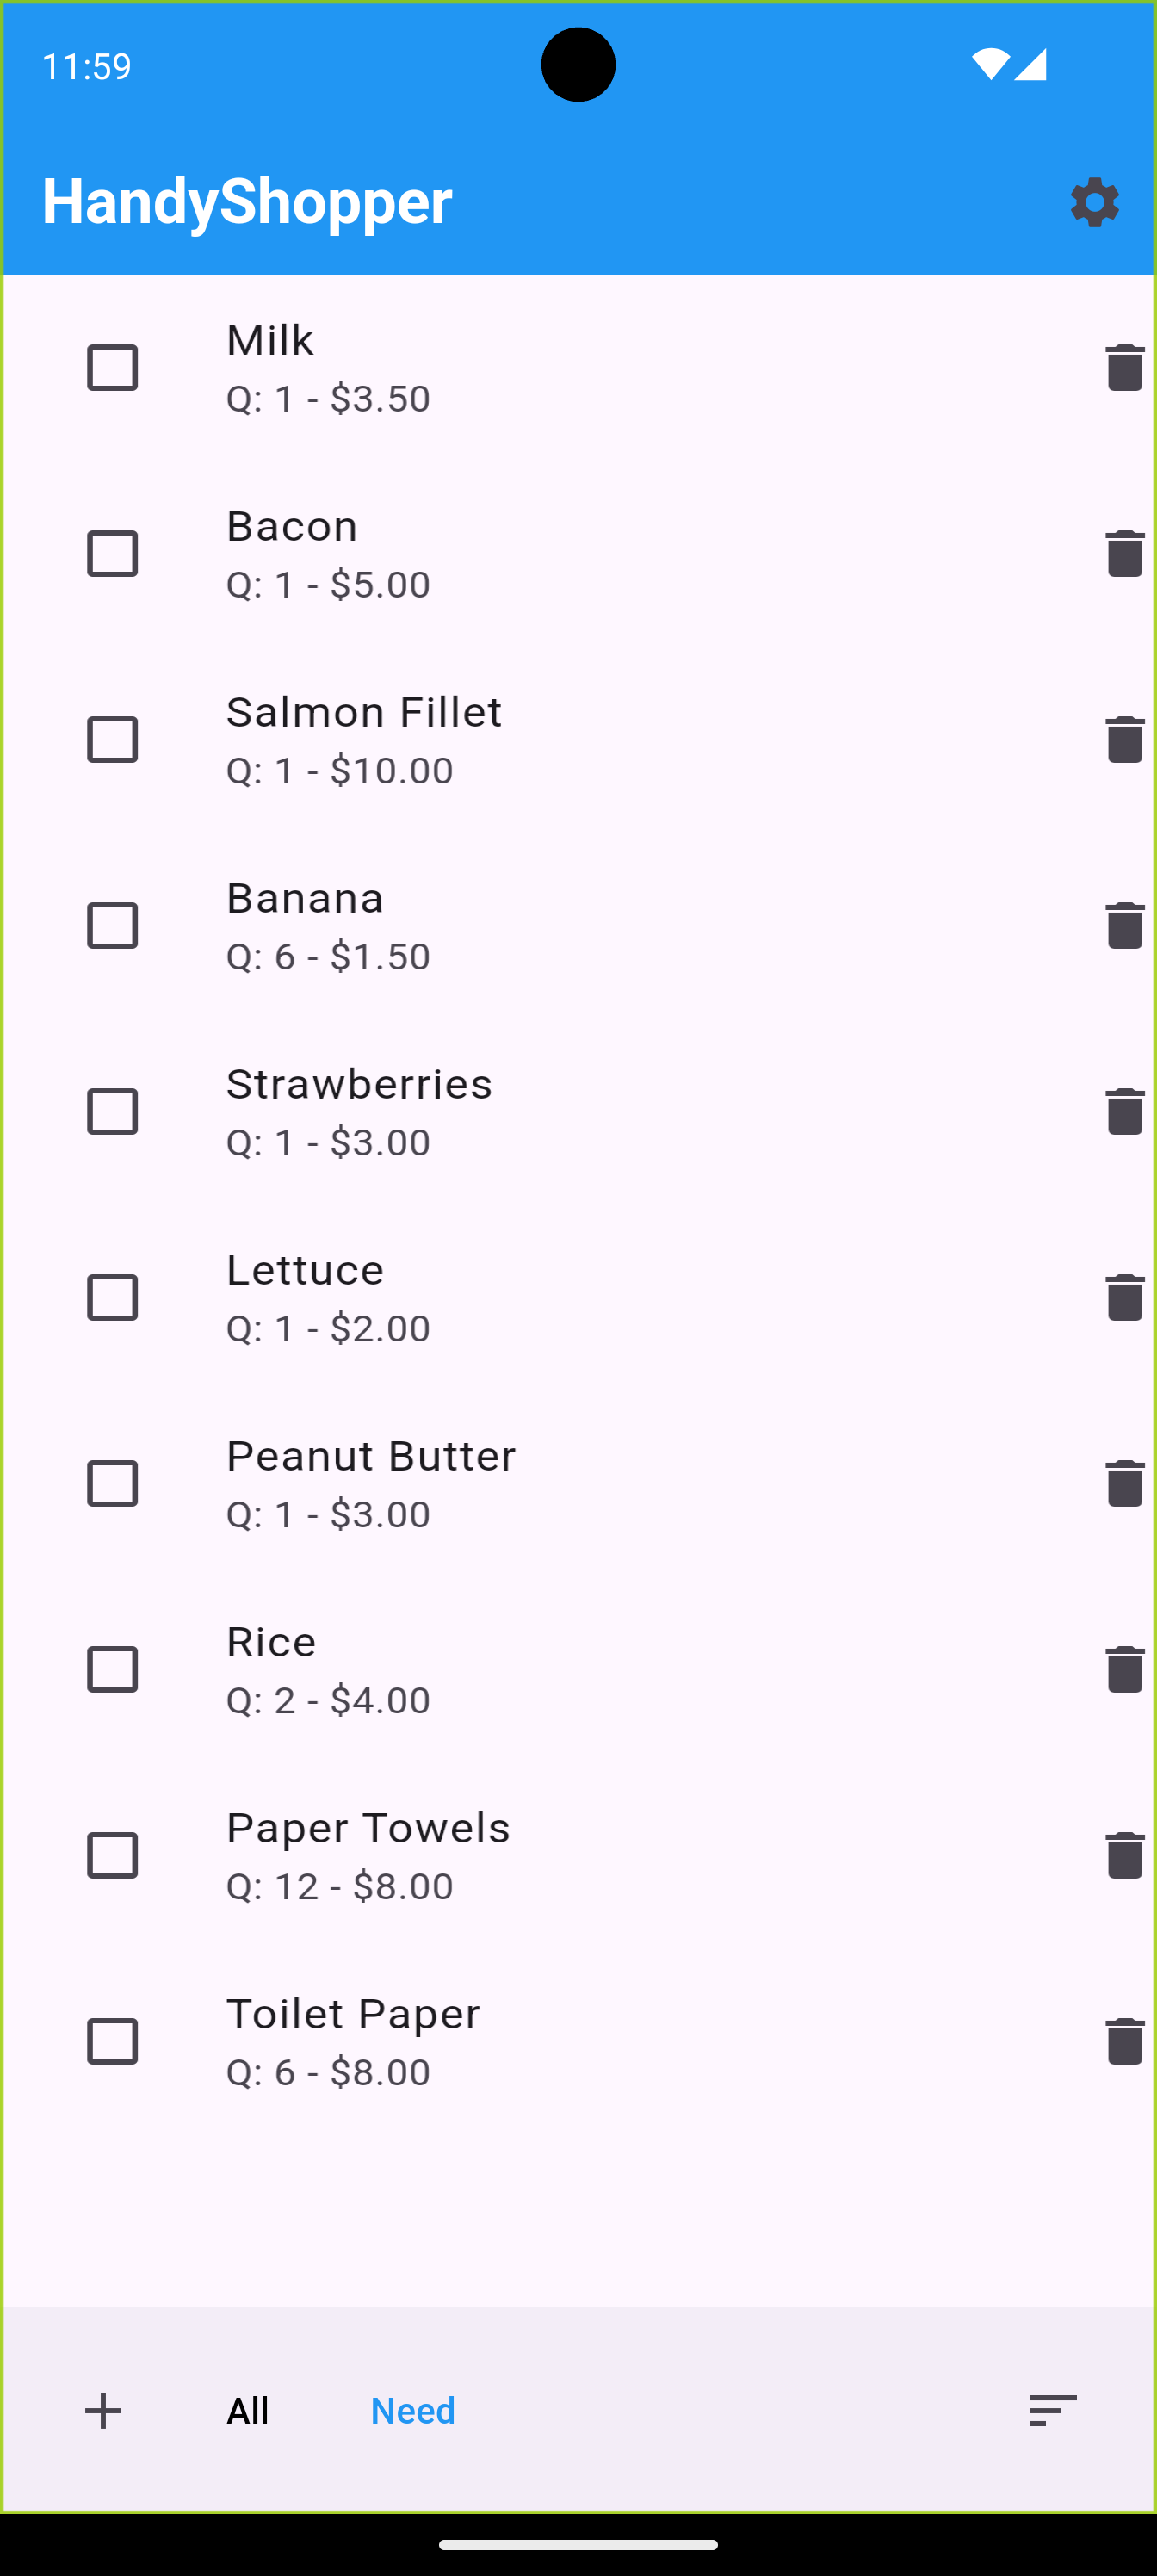 11:59
HandyShopper
Milk
Q: 1 - $3.50
Bacon
Q: 1 - $5.00
Salmon Fillet
Q: 1 - $10.00
Banana
Q: 6 - $1.50
Strawberries
Q: 1 - $3.00
Lettuce
Q: 1 - $2.00
Peanut Butter
Q: 1 - $3.00
Rice
Q: 2 - $4.00
Paper Towels
Q: 12 - $8.00
Toilet Paper
Q: 6 - $8.00
All Need